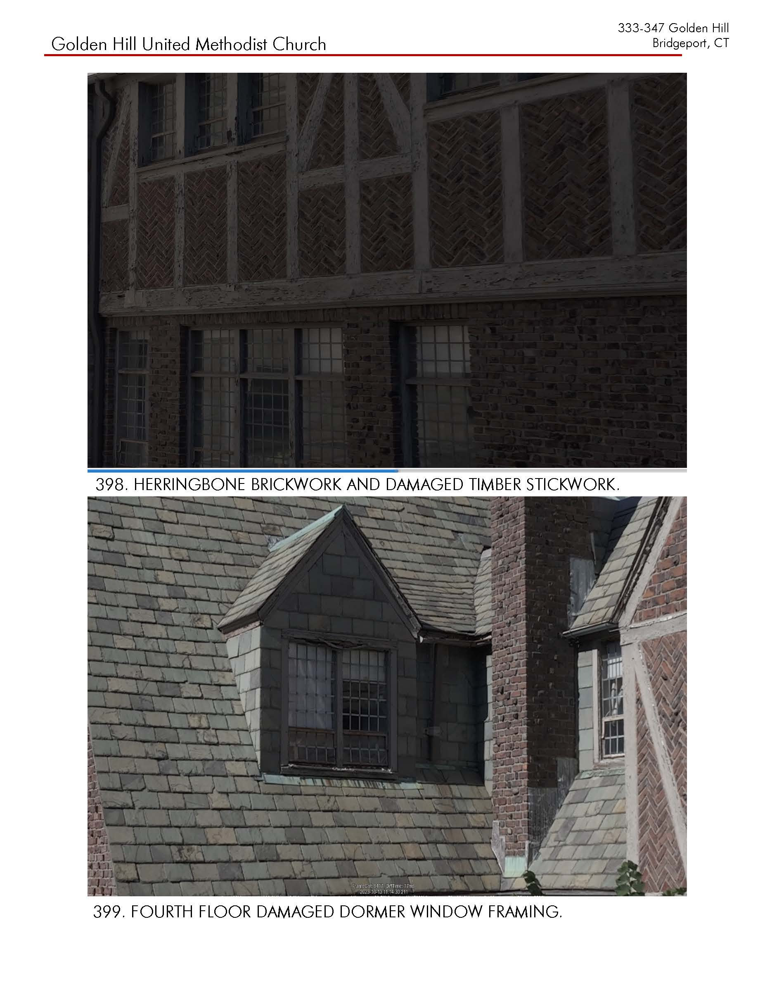 333-347 Golden Hill
Golden Hill United Methodist Church
Bridgeport, CT
398. HERRINGBONE BRICKWORK AND DAMAGED TIMBER STICKWORK.
FrameCnt: 6417 DiffTime: 17ms
2023-10-13 11:14:30.211
399. FOURTH FLOOR DAMAGED DORMER WINDOW FRAMING.